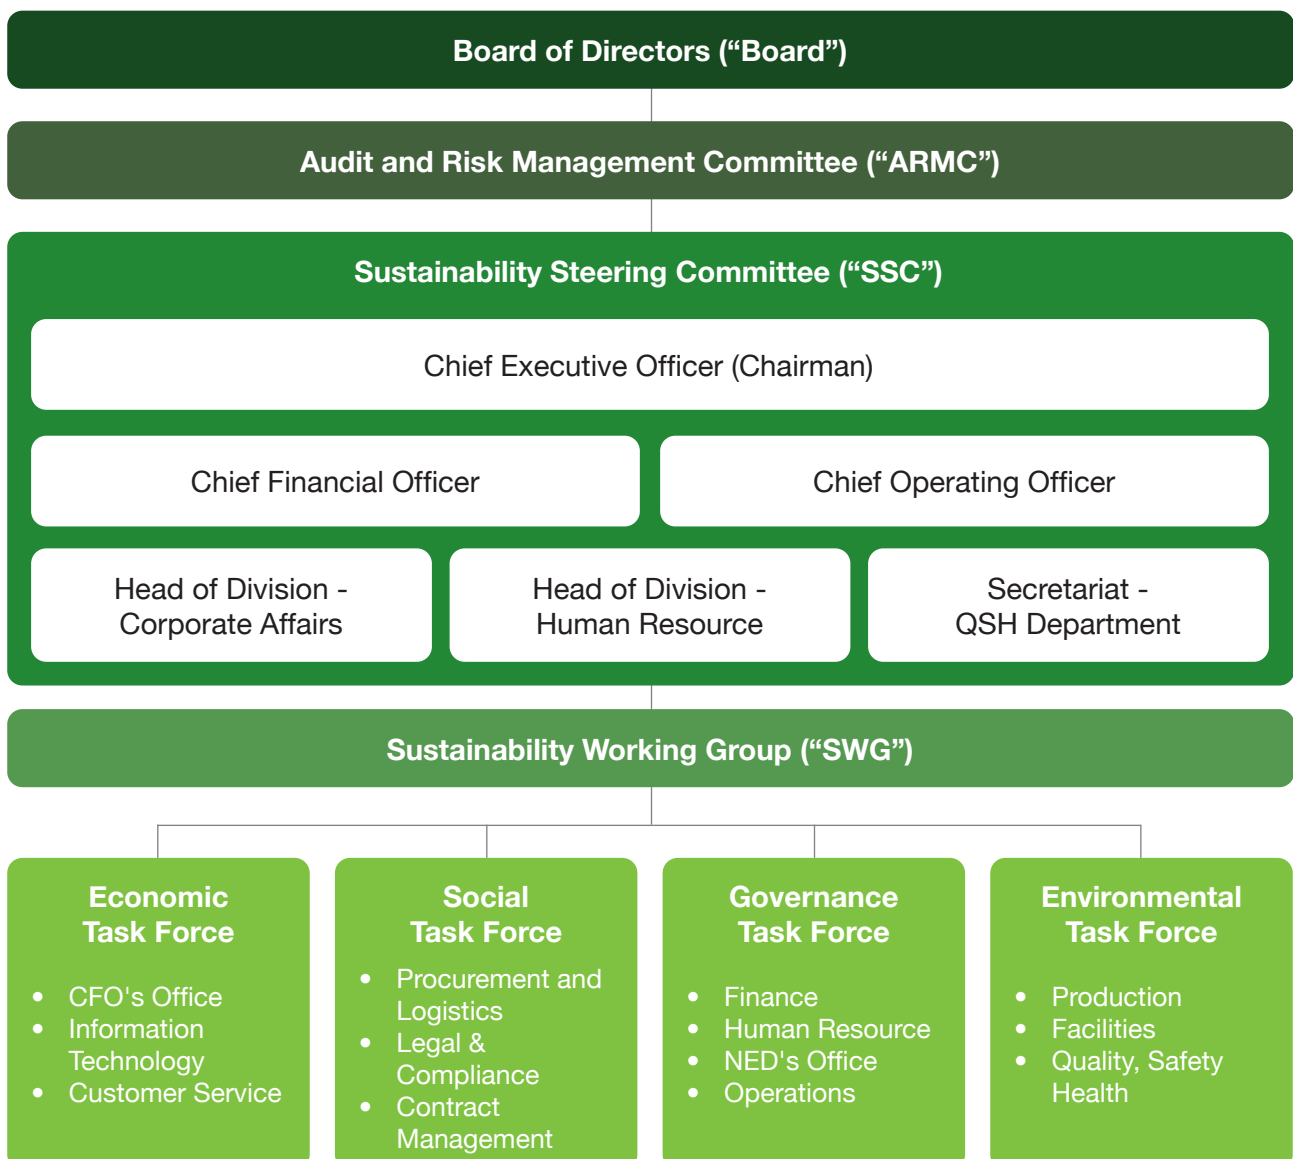 Board of Directors (“Board”)
Audit and Risk Management Committee (“ARMC”)
Sustainability Steering Committee (“SSC”)
Chief Executive Officer (Chairman)
Chief Financial Officer
Chief Operating Officer
Head of Division -
Corporate Affairs
Head of Division -
Human Resource
Secretariat -
QSH Department
Sustainability Working Group (“SWG”)
Economic
Task Force
• CFO's Office
• Information
Technology
• Customer Service
Social
Task Force
• Procurement and
Logistics
• Legal &
Compliance
• Contract
Management
Governance
Task Force
• Finance
• Human Resource
• NED's Office
• Operations
Environmental
Task Force
• Production
• Facilities
• Quality, Safety
Health